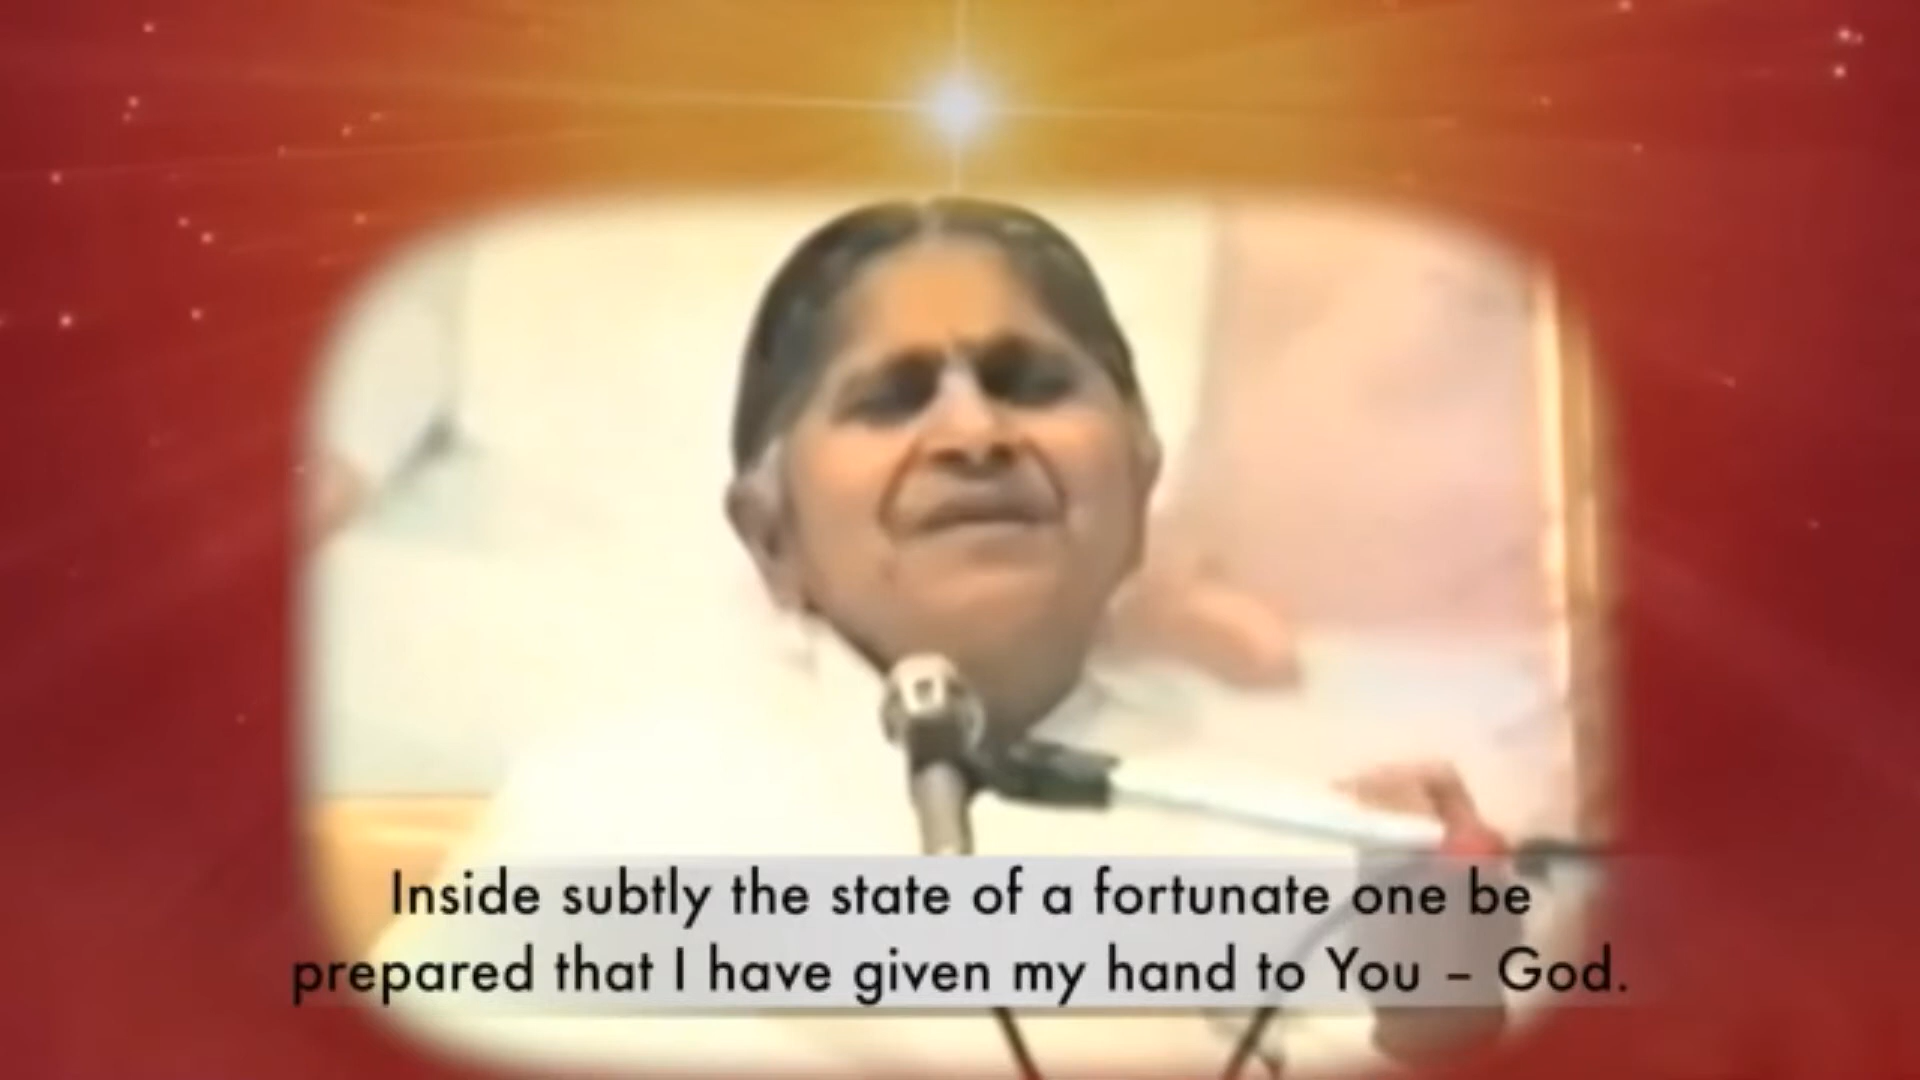 Inside subtly the state of a fortunate one be
prepared that I have given my hand to You – God.